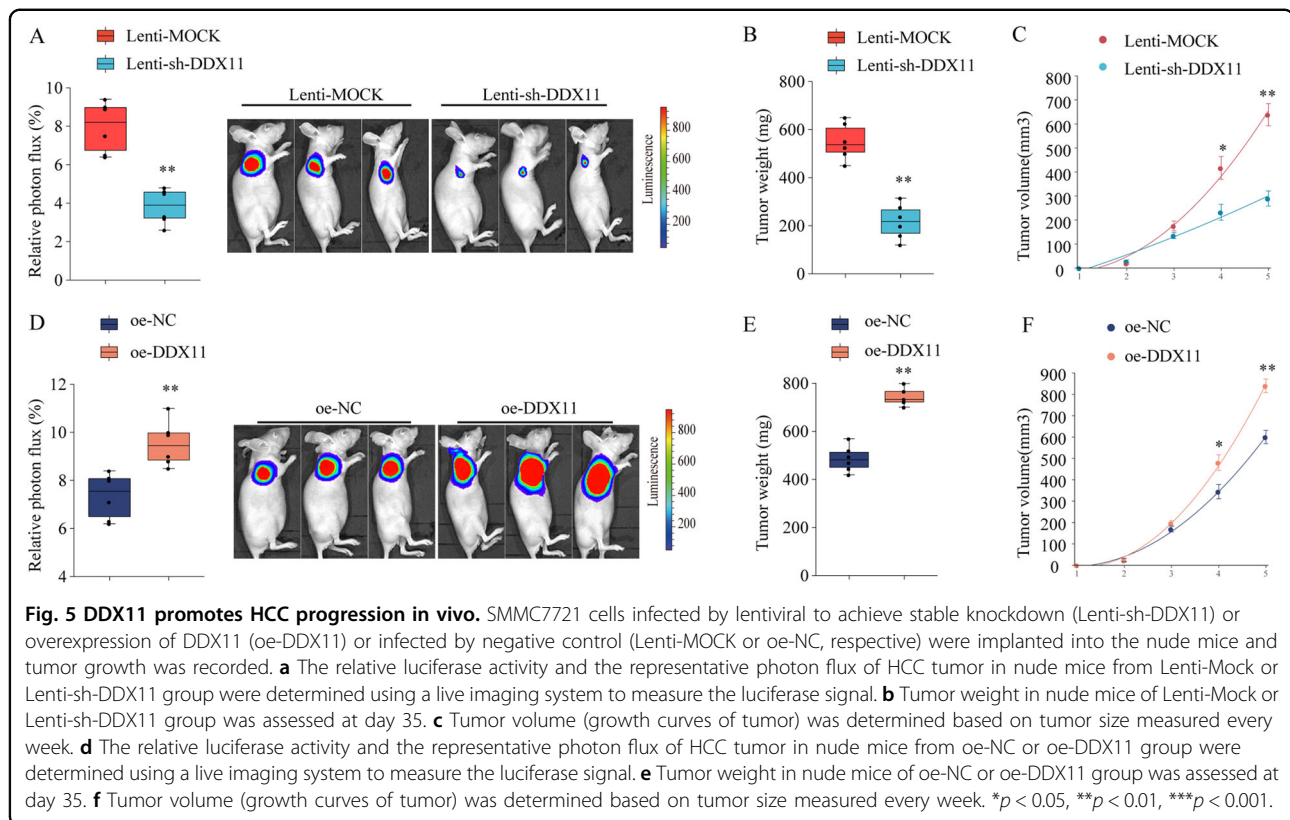 A
Lenti-MOCK
Lenti-sh-DDX11
Relative photon flux (%)
10
8
6
4
2
0
**
Lenti-MOCK
Lenti-sh-DDX11
Luminescence
800
600
400
200
B
Lenti-MOCK
Lenti-sh-DDX11
Tumor weight (mg)
800
600
400
200
0
**
C
Lenti-MOCK
Lenti-sh-DDX11
Tumor volume(mm3)
800
700
600
500
400
300
200
100
0
*
**
1 2 3 4 5
D
oe-NC
oe-DDX11
Relative photon flux (%)
12
10
8
6
4
**
oe-NC
oe-DDX11
Luminescence
800
600
400
200
E
oe-NC
oe-DDX11
Tumor weight (mg)
800
600
400
200
0
**
F
oe-NC
oe-DDX11
Tumor volume(mm3)
900
800
700
600
500
400
300
200
100
0
*
**
1 2 3 4 5
Fig. 5 DDX11 promotes HCC progression in vivo. SMMC7721 cells infected by lentiviral to achieve stable knockdown (Lenti-sh-DDX11) or
overexpression of DDX11 (oe-DDX11) or infected by negative control (Lenti-MOCK or oe-NC, respective) were implanted into the nude mice and
tumor growth was recorded. a The relative luciferase activity and the representative photon flux of HCC tumor in nude mice from Lenti-Mock or
Lenti-sh-DDX11 group were determined using a live imaging system to measure the luciferase signal. b Tumor weight in nude mice of Lenti-Mock or
Lenti-sh-DDX11 group was assessed at day 35. c Tumor volume (growth curves of tumor) was determined based on tumor size measured every
week. d The relative luciferase activity and the representative photon flux of HCC tumor in nude mice from oe-NC or oe-DDX11 group were
determined using a live imaging system to measure the luciferase signal. e Tumor weight in nude mice of oe-NC or oe-DDX11 group was assessed at
day 35. f Tumor volume (growth curves of tumor) was determined based on tumor size measured every week. *p < 0.05, **p < 0.01, ***p < 0.001.